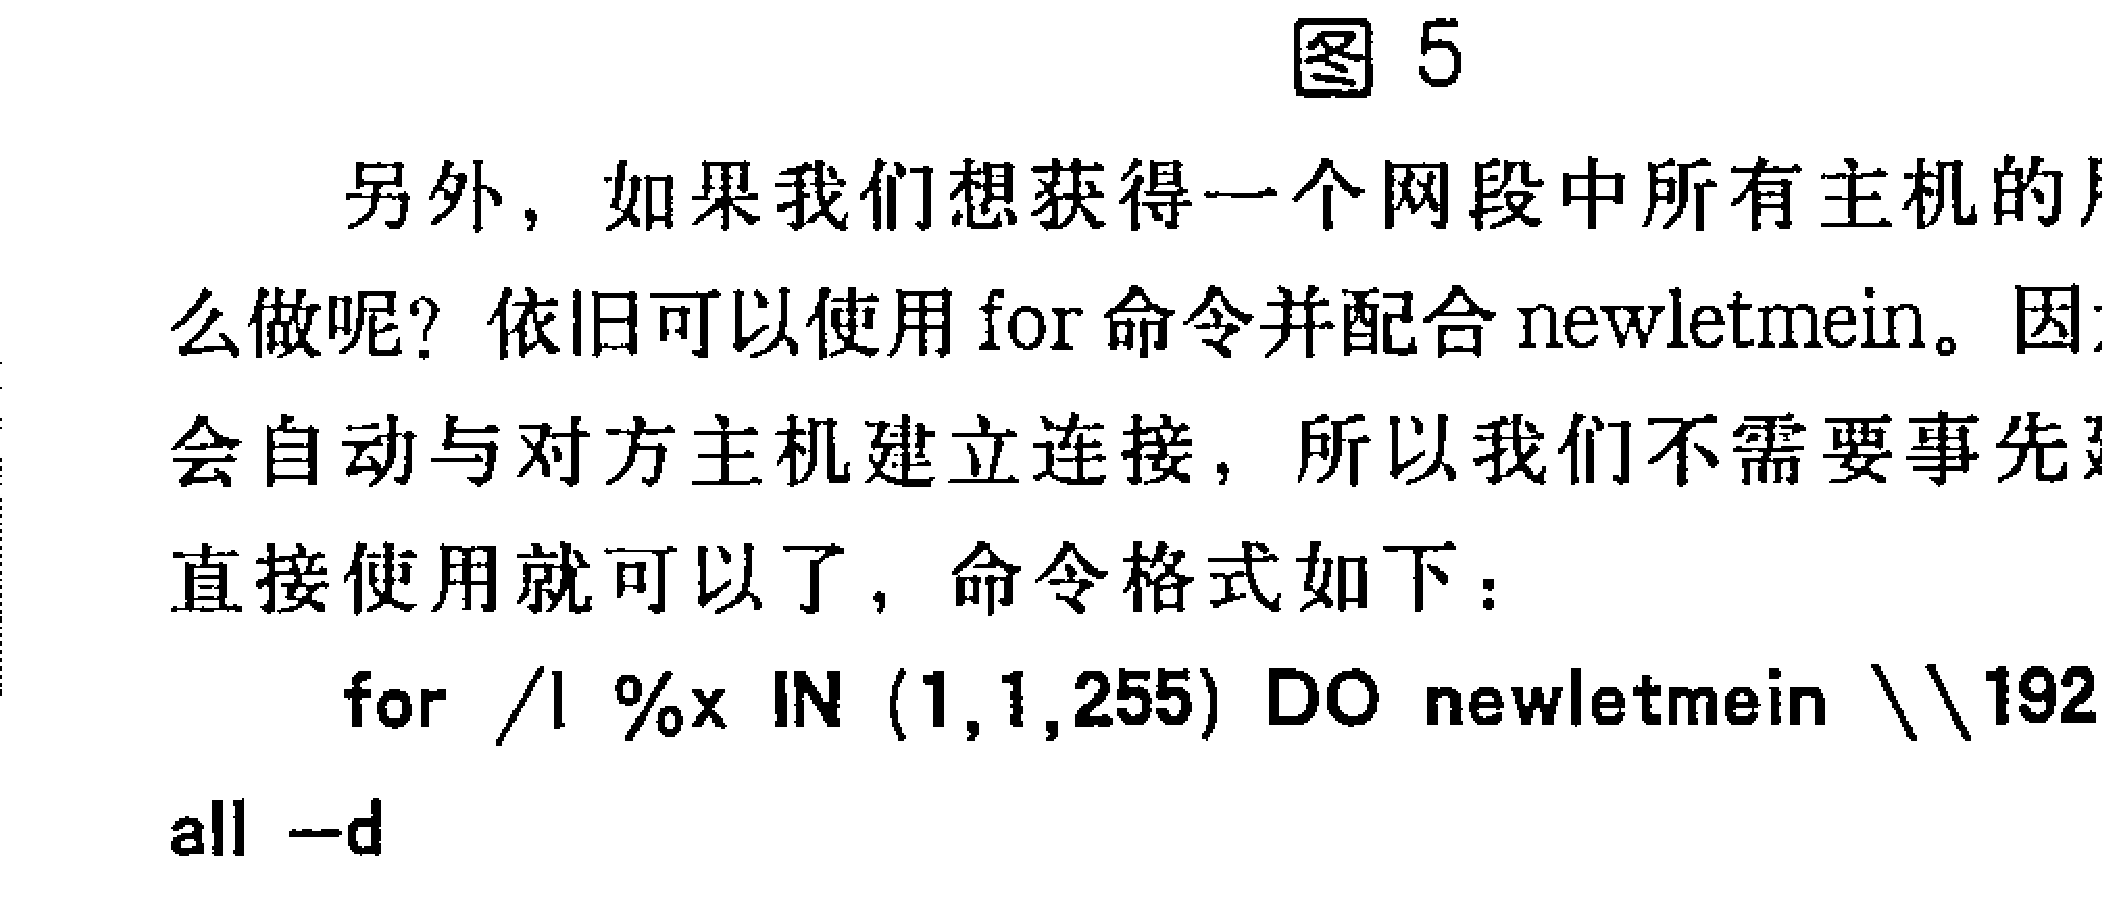 图 5
另外，如果我们想获得一个网段中所有主机的
么做呢？依旧可以使用 for 命令并配合 newletmein。因
会自动与对方主机建立连接，所以我们不需要事先
直接使用就可以了，命令格式如下：
for /l %x IN (1,1,255) DO newletmein \\192
all -d